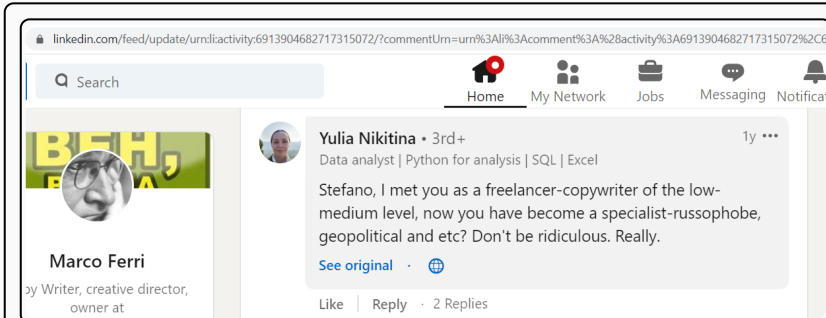 linkedin.com/feed/update/urn:li:activity:6913904682717315072/?commentUrn=urn%3Ali%3Acomment%3A%28activity%3A6913904682717315072%2C6
Search
Home
My Network
Jobs
Messaging
Notificat
BEH,
Marco Ferri
py Writer, creative director,
owner at
Yulia Nikitina • 3rd+
1y •••
Data analyst | Python for analysis | SQL | Excel
Stefano, I met you as a freelancer-copywriter of the low-
medium level, now you have become a specialist-russophobe,
geopolitical and etc? Don't be ridiculous. Really.
See original ·
Like | Reply · 2 Replies